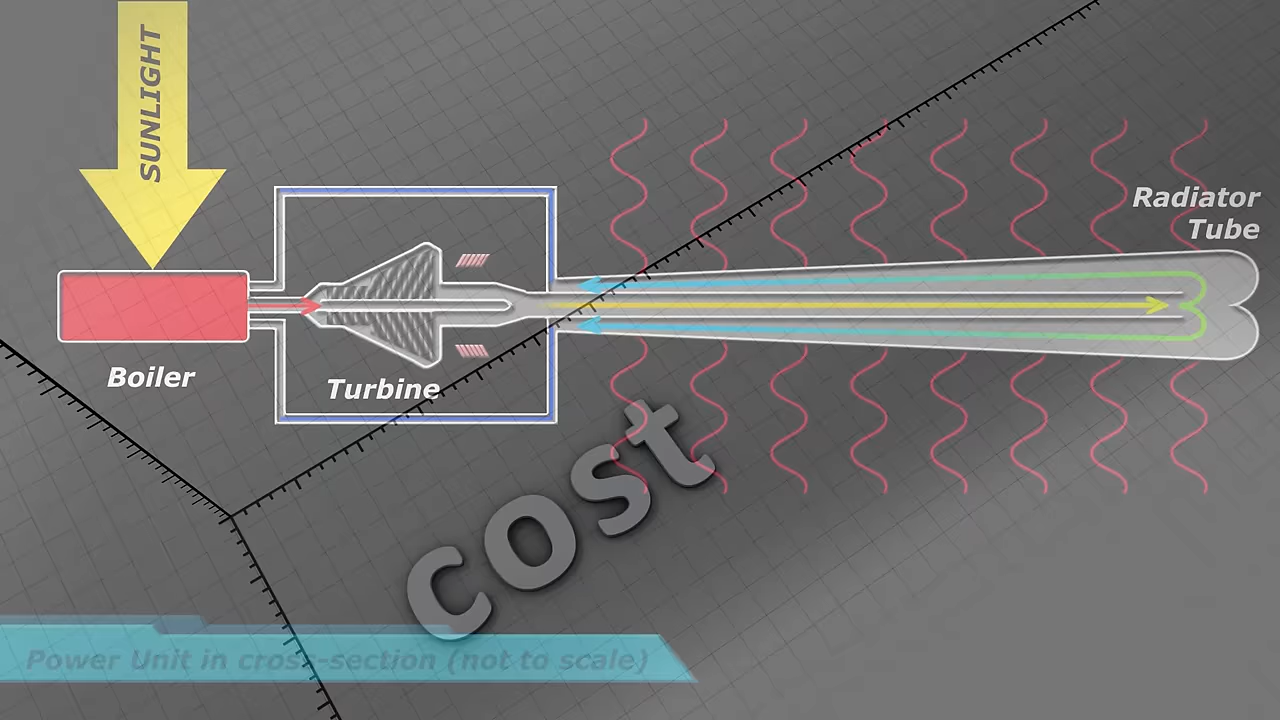 SUNLIGHT
Radiator
Tube
Boiler
Turbine
cost
Power Unit in cross-section (not to scale)